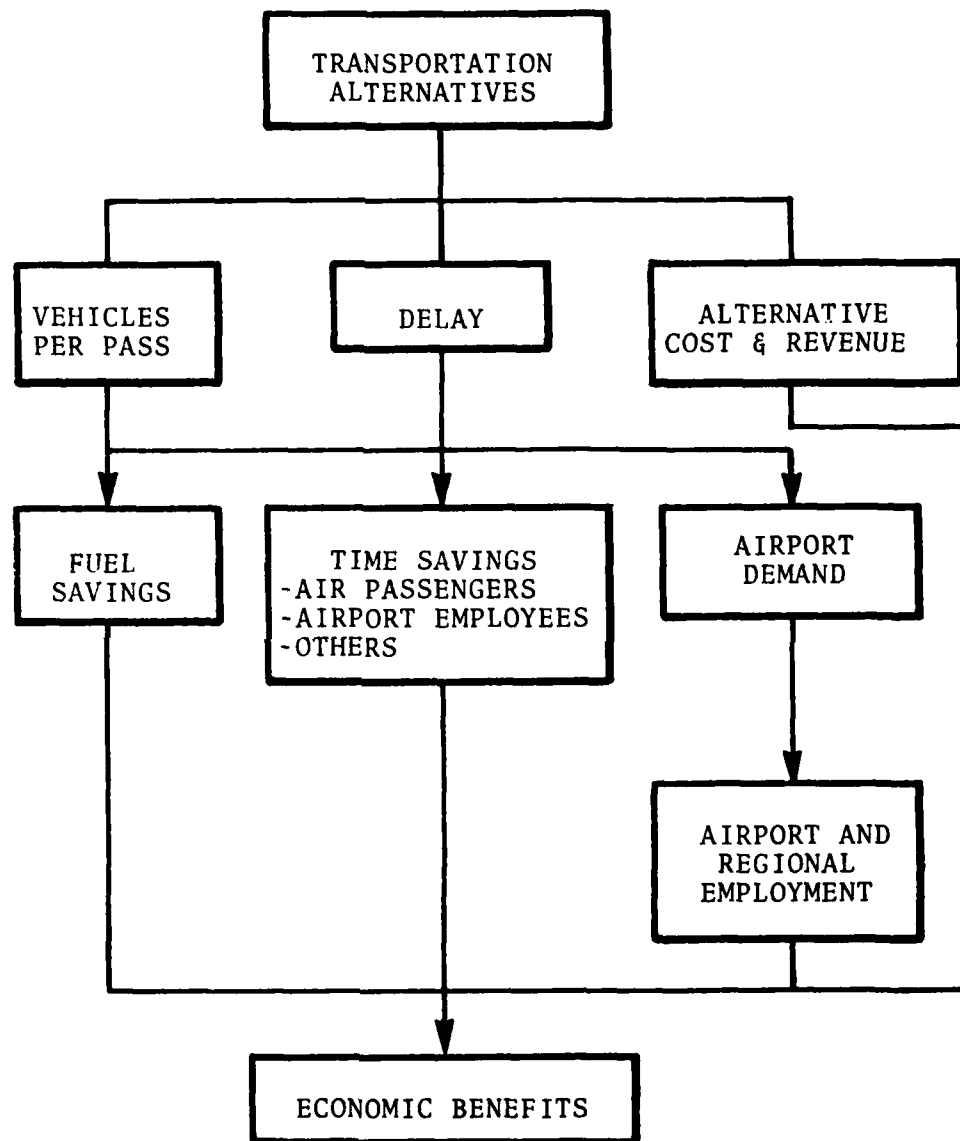 TRANSPORTATION
ALTERNATIVES
VEHICLES
PER PASS
DELAY
ALTERNATIVE
COST & REVENUE
FUEL
SAVINGS
TIME SAVINGS
-AIR PASSENGERS
-AIRPORT EMPLOYEES
-OTHERS
AIRPORT
DEMAND
AIRPORT AND
REGIONAL
EMPLOYMENT
ECONOMIC BENEFITS